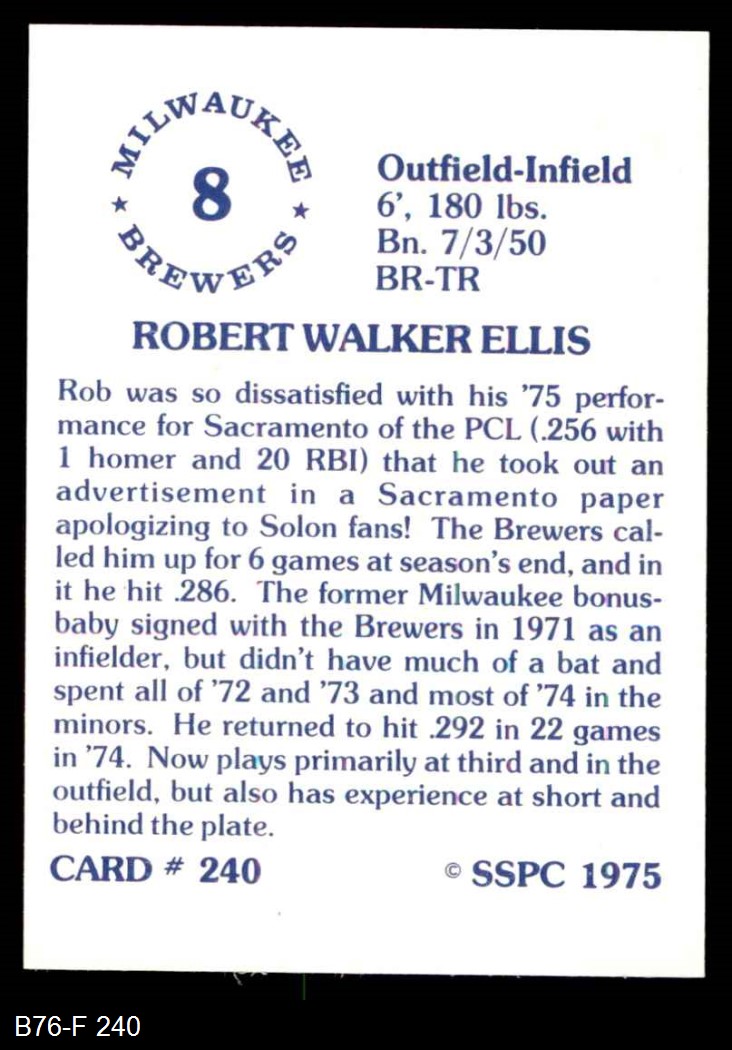 MILWAUKEE
8
BREWERS
Outfield-Infield
6', 180 lbs.
Bn. 7/3/50
BR-TR
ROBERT WALKER ELLIS
Rob was so dissatisfied with his '75 perfor-
mance for Sacramento of the PCL (.256 with
1 homer and 20 RBI) that he took out an
advertisement in a Sacramento paper
apologizing to Solon fans! The Brewers cal-
led him up for 6 games at season's end, and in
it he hit .286. The former Milwaukee bonus-
baby signed with the Brewers in 1971 as an
infielder, but didn't have much of a bat and
spent all of '72 and '73 and most of '74 in the
minors. He returned to hit .292 in 22 games
in '74. Now plays primarily at third and in the
outfield, but also has experience at short and
behind the plate.
CARD # 240 © SSPC 1975
B76-F 240